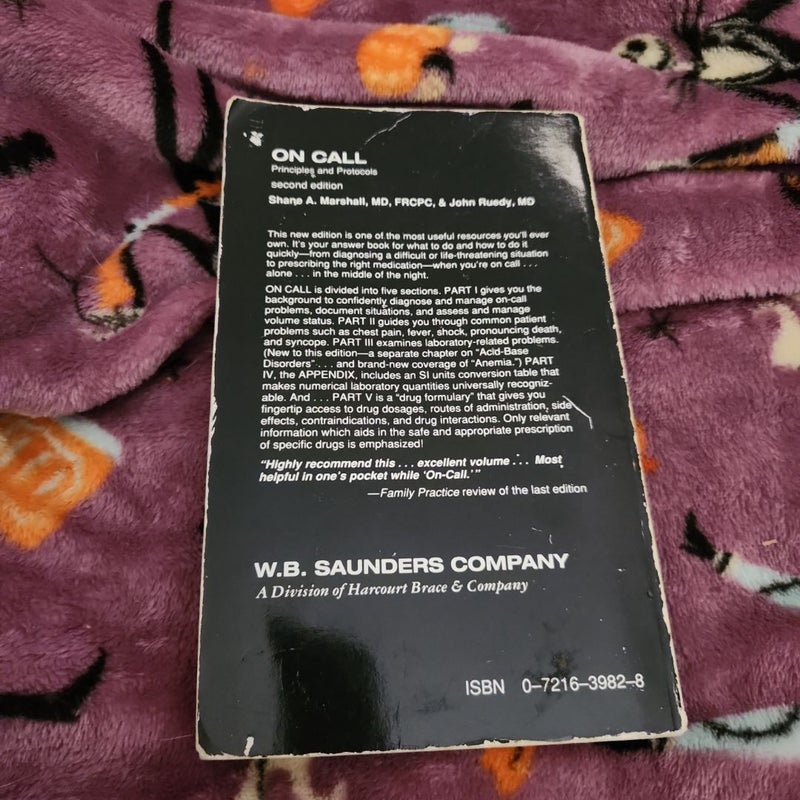 ON CALL
Principles and Protocols
second edition
Shane A. Marshall, MD, FRCPC, & John Ruedy, MD
This new edition is one of the most useful resources you'll ever
own. It's your answer book for what to do and how to do it
quickly—from diagnosing a difficult or life-threatening situation
to prescribing the right medication—when you're on call . . .
alone . . . in the middle of the night.
ON CALL is divided into five sections. PART I gives you the
background to confidently diagnose and manage on-call
problems, document situations, and assess and manage
volume status. PART II guides you through common patient
problems such as chest pain, fever, shock, pronouncing death,
and syncope. PART III examines laboratory-related problems.
(New to this edition—a separate chapter on "Acid-Base
Disorders" . . . and brand-new coverage of "Anemia.") PART
IV, the APPENDIX, includes an SI units conversion table that
makes numerical laboratory quantities universally recogniz-
able. And . . . PART V is a "drug formulary" that gives you
fingertip access to drug dosages, routes of administration, side
effects, contraindications, and drug interactions. Only relevant
information which aids in the safe and appropriate prescription
of specific drugs is emphasized!
"Highly recommend this . . . excellent volume . . . Most
helpful in one's pocket while 'On-Call.'"
—Family Practice review of the last edition
W.B. SAUNDERS COMPANY
A Division of Harcourt Brace & Company
ISBN 0-7216-3982-8